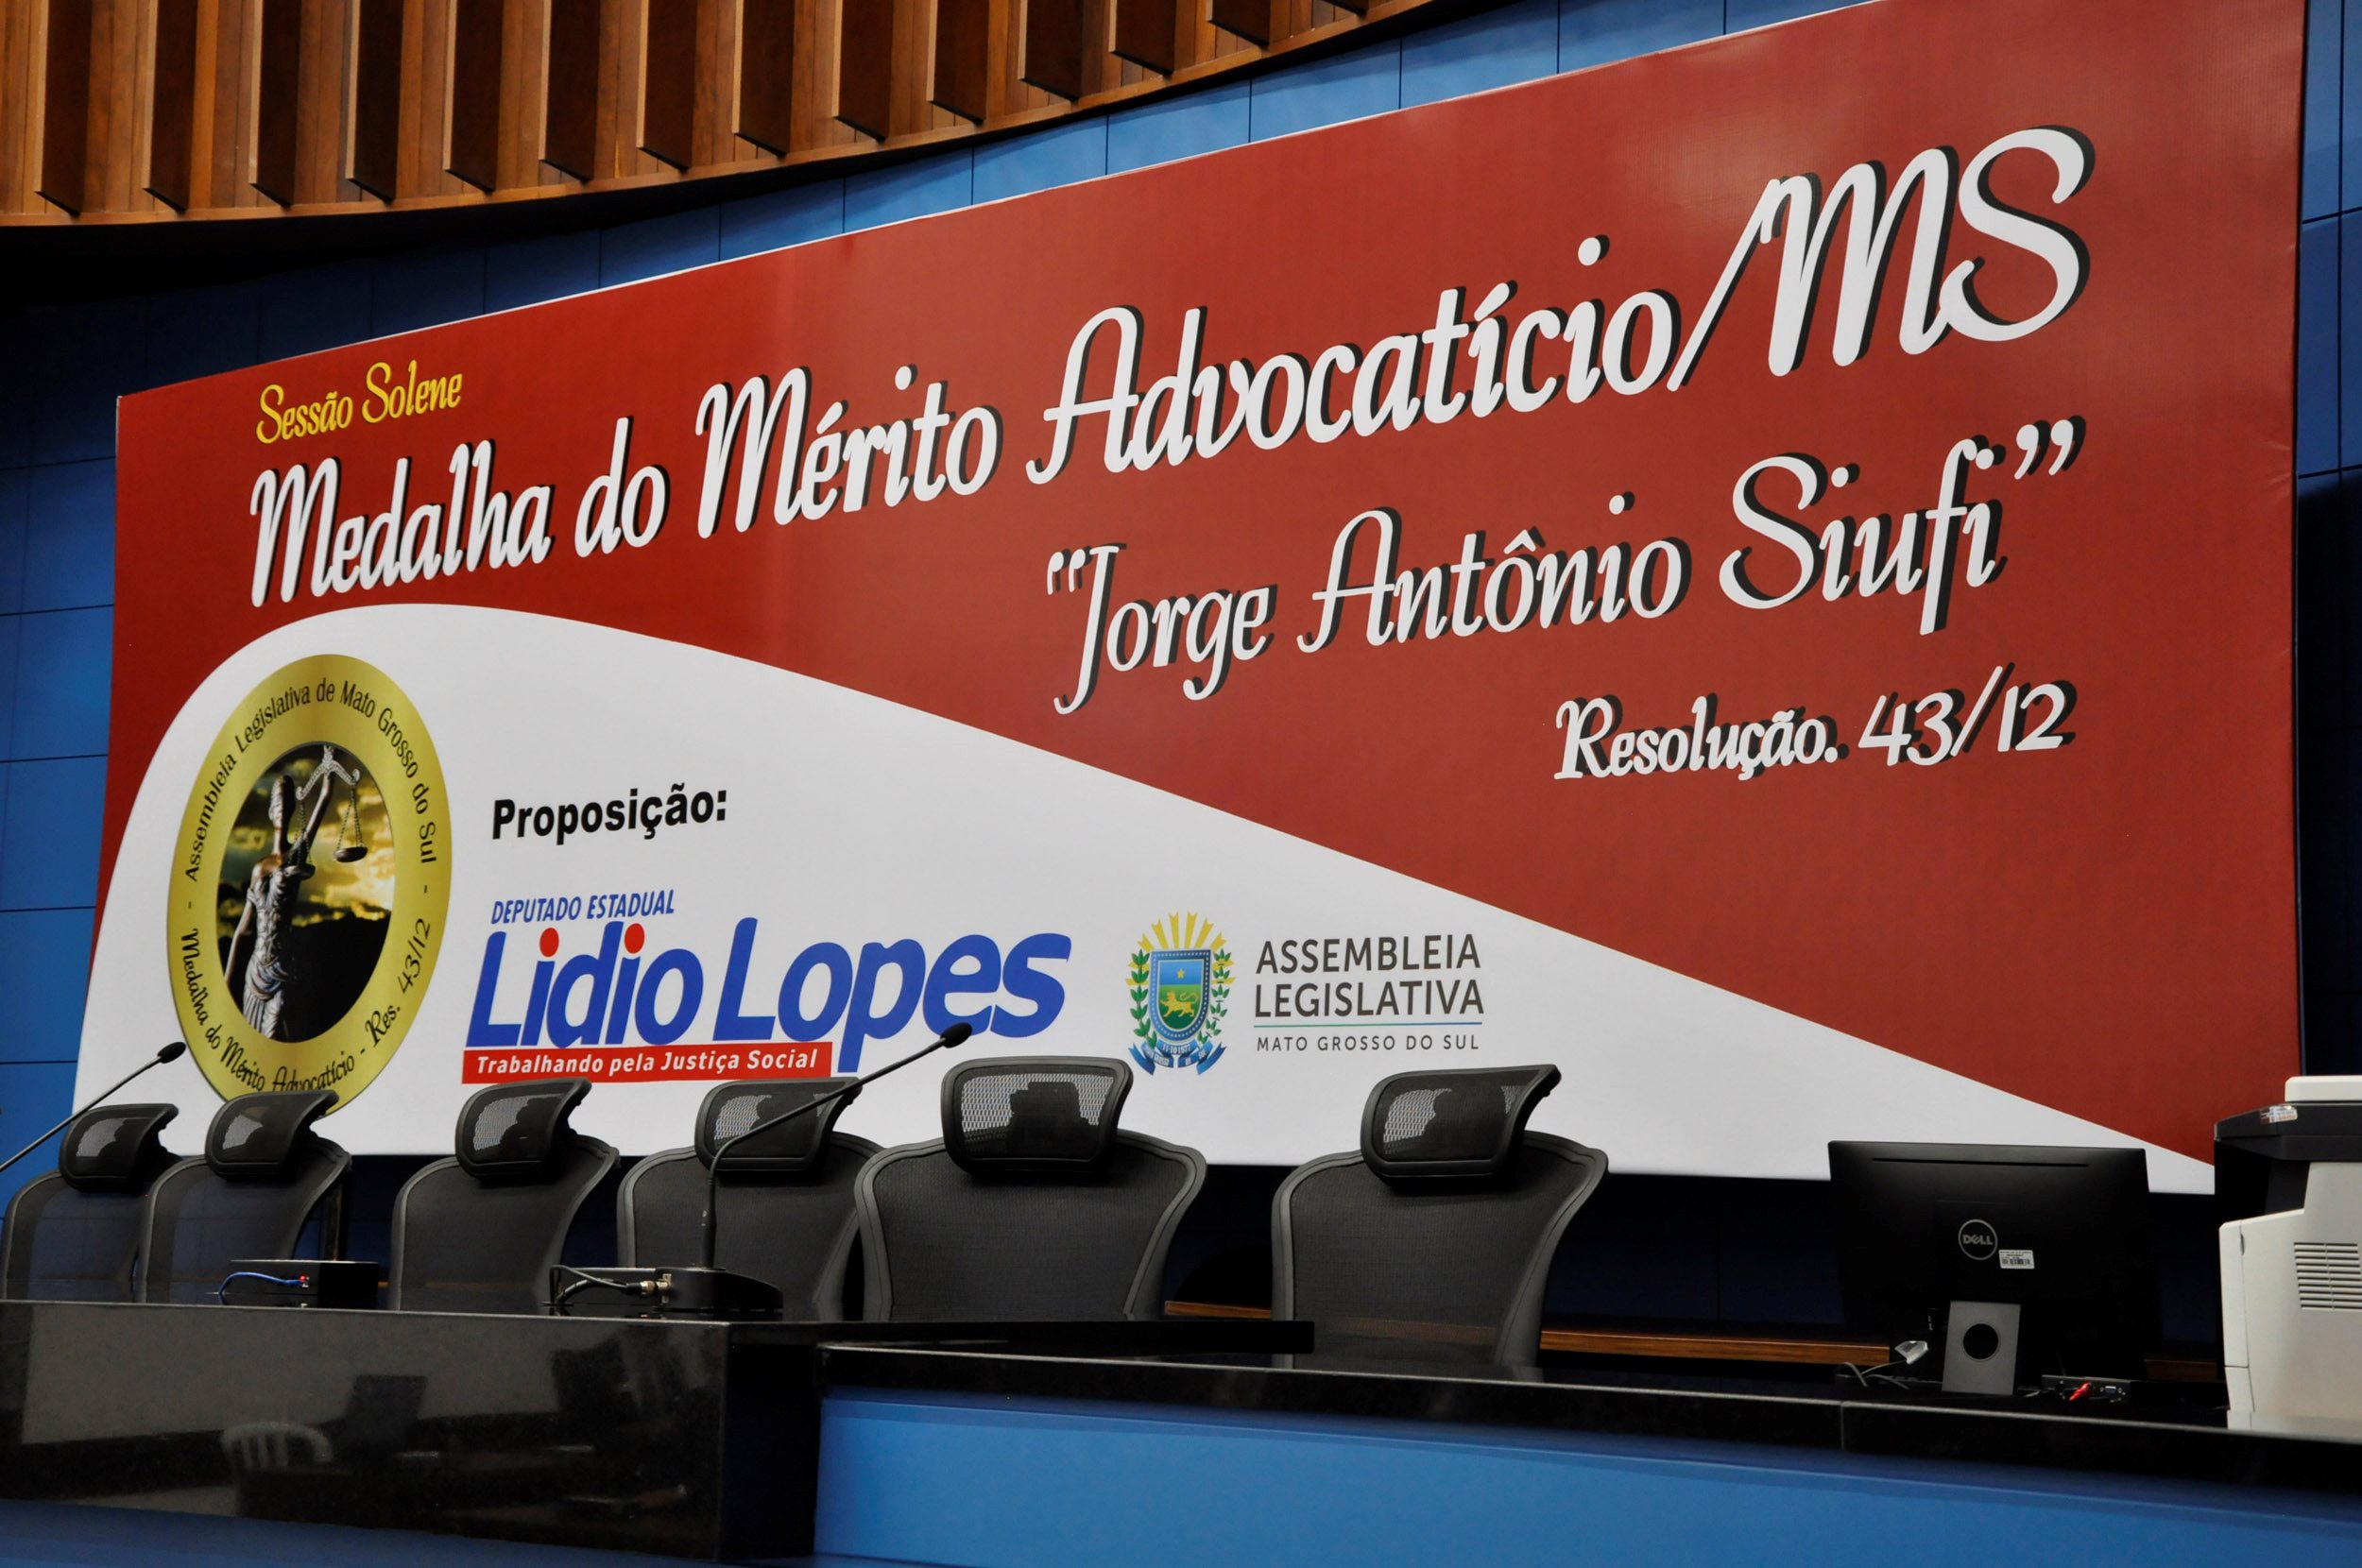 Sessão Solene
Medalha do Mérito Advocatício/MS
"Jorge Antônio Siufi"
Resolução. 43/12
- Assembleia Legislativa de Mato Grosso do Sul -
Medalha do Mérito Advocatício - Res. 43/12
Proposição:
DEPUTADO ESTADUAL
Lidio Lopes
Trabalhando pela Justiça Social
ASSEMBLEIA
LEGISLATIVA
MATO GROSSO DO SUL
DELL